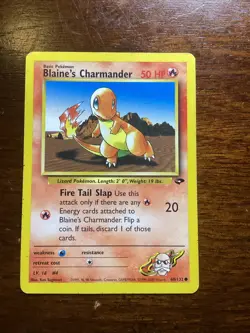 Basic Pokémon
Blaine's Charmander 50 HP
Lizard Pokémon. Length: 2' 0", Weight: 19 lbs.
Fire Tail Slap Use this
attack only if there are any
Energy cards attached to
Blaine's Charmander. Flip a
coin. If tails, discard 1 of those
cards.
20
weakness
resistance
retreat cost
LV. 16